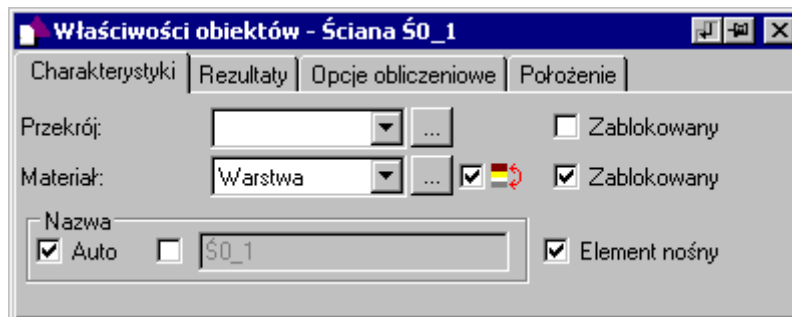 Właściwości obiektów - Ściana Ś0_1
Charakterystyki Rezultaty Opcje obliczeniowe Położenie
Przekrój: ... Zablokowany
Materiał: Warstwa ... Zablokowany
Nazwa
Auto Ś0_1 Element nośny